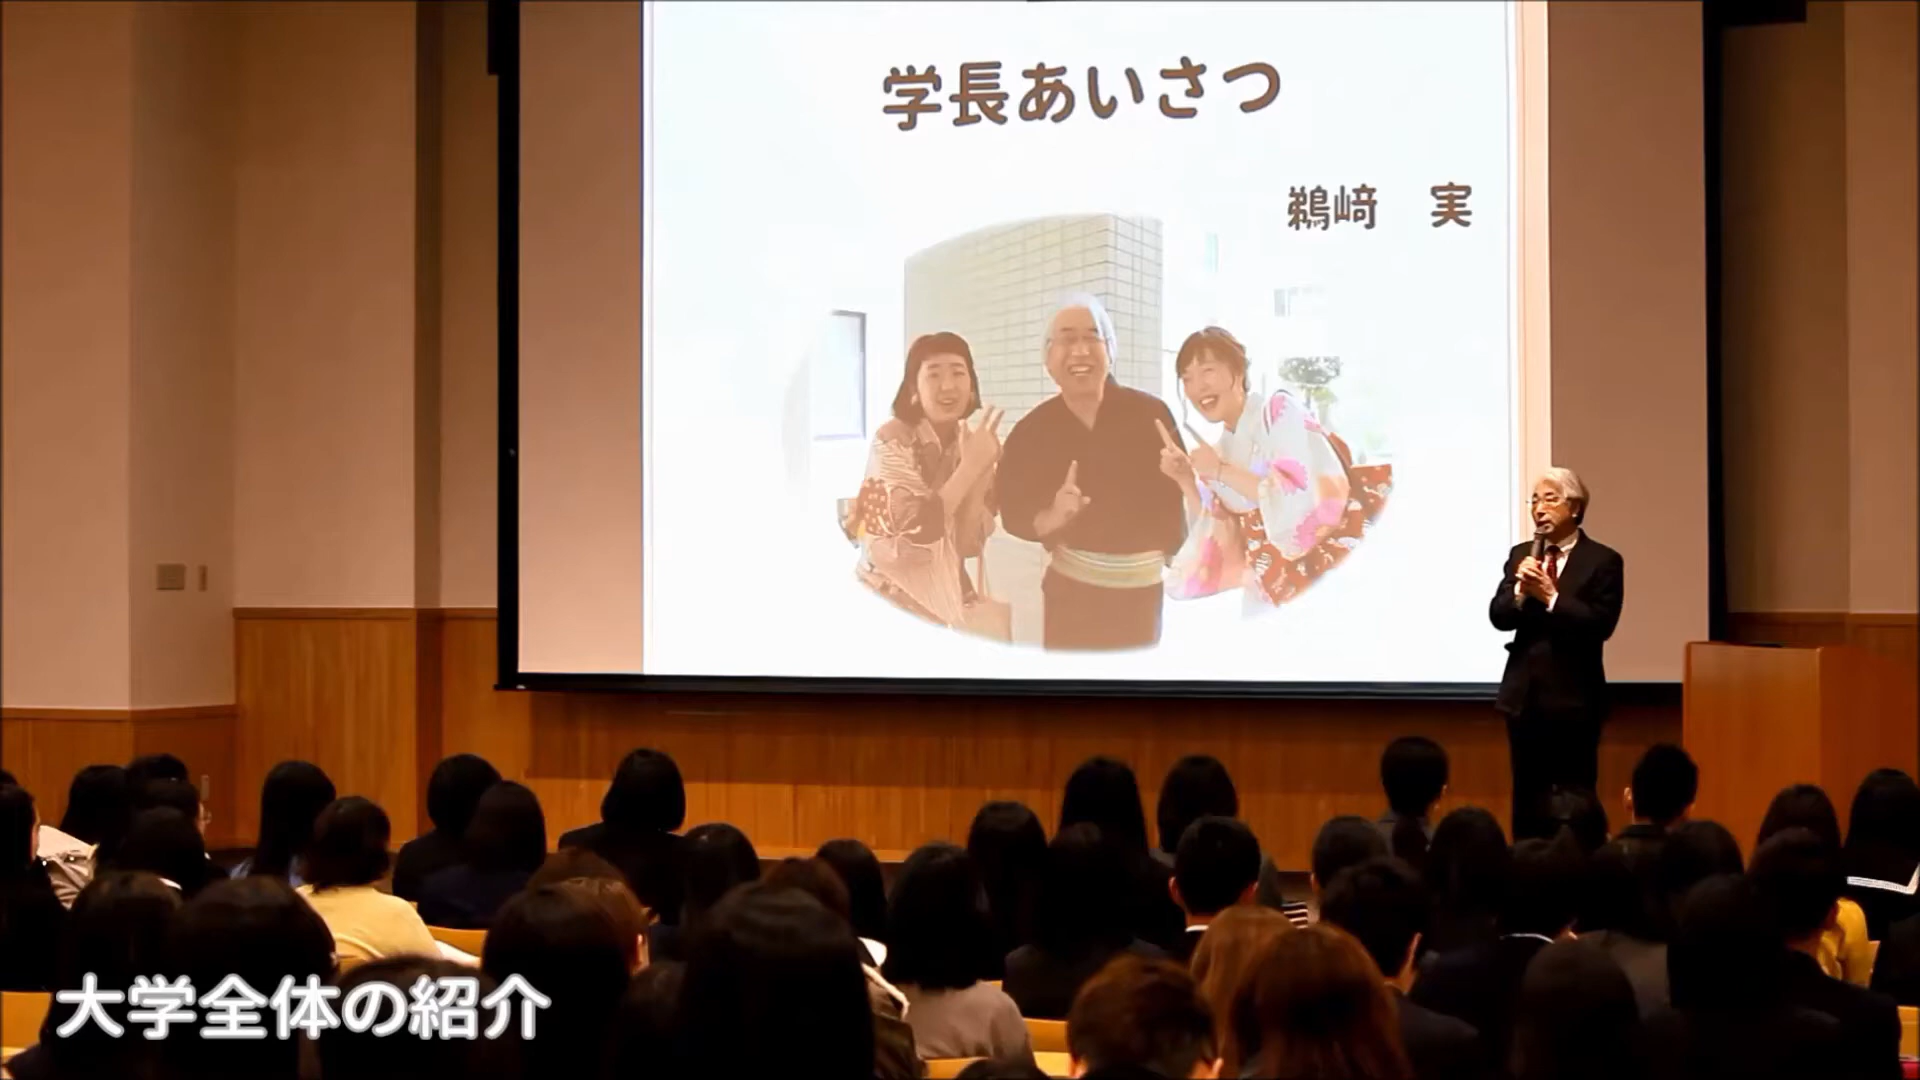 学長あいさつ
鵜﨑　実
大学全体の紹介